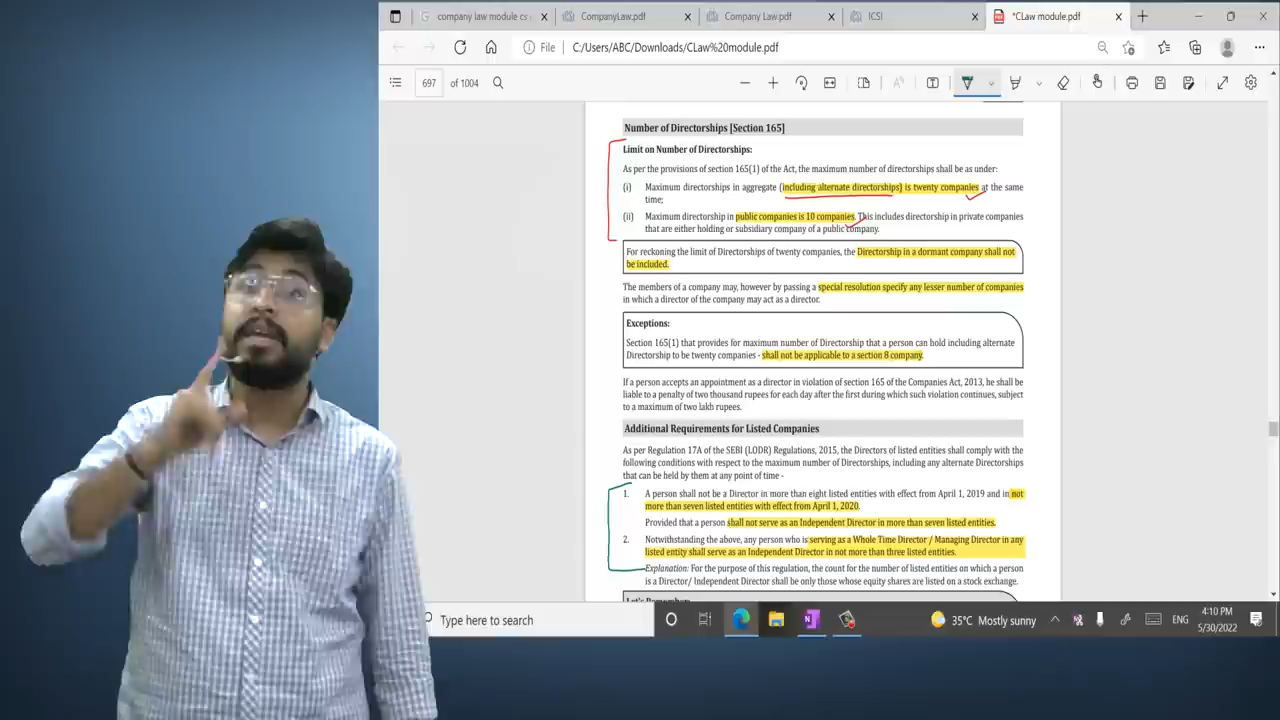 company law module cs
CompanyLaw.pdf
Company Law.pdf
ICSI
*CLaw module.pdf
File
C:/Users/ABC/Downloads/CLaw%20module.pdf
697 of 1004
Number of Directorships [Section 165]
Limit on Number of Directorships:
As per the provisions of section 165(1) of the Act, the maximum number of directorships shall be as under:
(i) Maximum directorships in aggregate (including alternate directorships) is twenty companies at the same
time;
(ii) Maximum directorship in public companies is 10 companies. This includes directorship in private companies
that are either holding or subsidiary company of a public company.
For reckoning the limit of Directorships of twenty companies, the Directorship in a dormant company shall not
be included.
The members of a company may, however by passing a special resolution specify any lesser number of companies
in which a director of the company may act as a director.
Exceptions:
Section 165(1) that provides for maximum number of Directorship that a person can hold including alternate
Directorship to be twenty companies - shall not be applicable to a section 8 company.
If a person accepts an appointment as a director in violation of section 165 of the Companies Act, 2013, he shall be
liable to a penalty of two thousand rupees for each day after the first during which such violation continues, subject
to a maximum of two lakh rupees.
Additional Requirements for Listed Companies
As per Regulation 17A of the SEBI (LODR) Regulations, 2015, the Directors of listed entities shall comply with the
following conditions with respect to the maximum number of Directorships, including any alternate Directorships
that can be held by them at any point of time -
1. A person shall not be a Director in more than eight listed entities with effect from April 1, 2019 and in not
more than seven listed entities with effect from April 1, 2020.
Provided that a person shall not serve as an Independent Director in more than seven listed entities.
2. Notwithstanding the above, any person who is serving as a Whole Time Director / Managing Director in any
listed entity shall serve as an Independent Director in not more than three listed entities.
Explanation: For the purpose of this regulation, the count for the number of listed entities on which a person
is a Director/ Independent Director shall be only those whose equity shares are listed on a stock exchange.
Let's Remember
Type here to search
35°C Mostly sunny
ENG
4:10 PM
5/30/2022